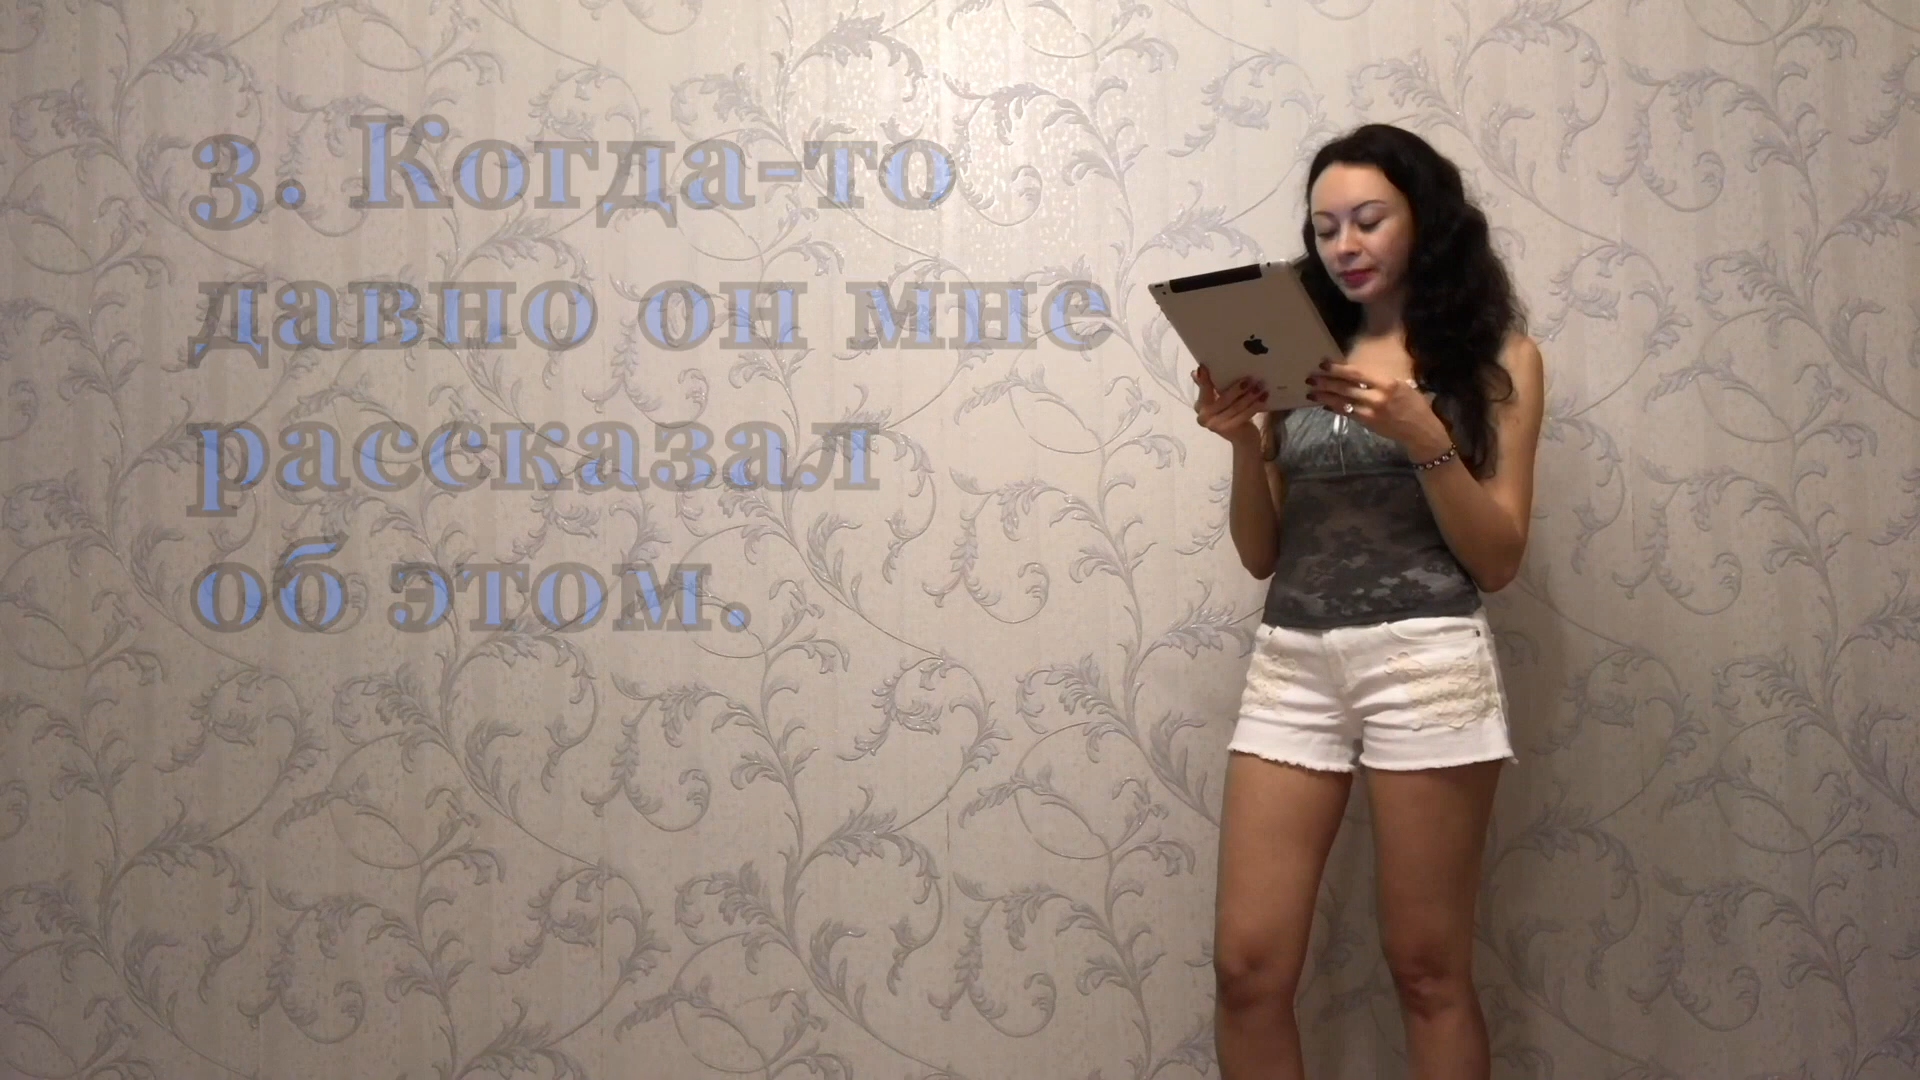 3. Когда-то
давно он мне
рассказал
об этом.